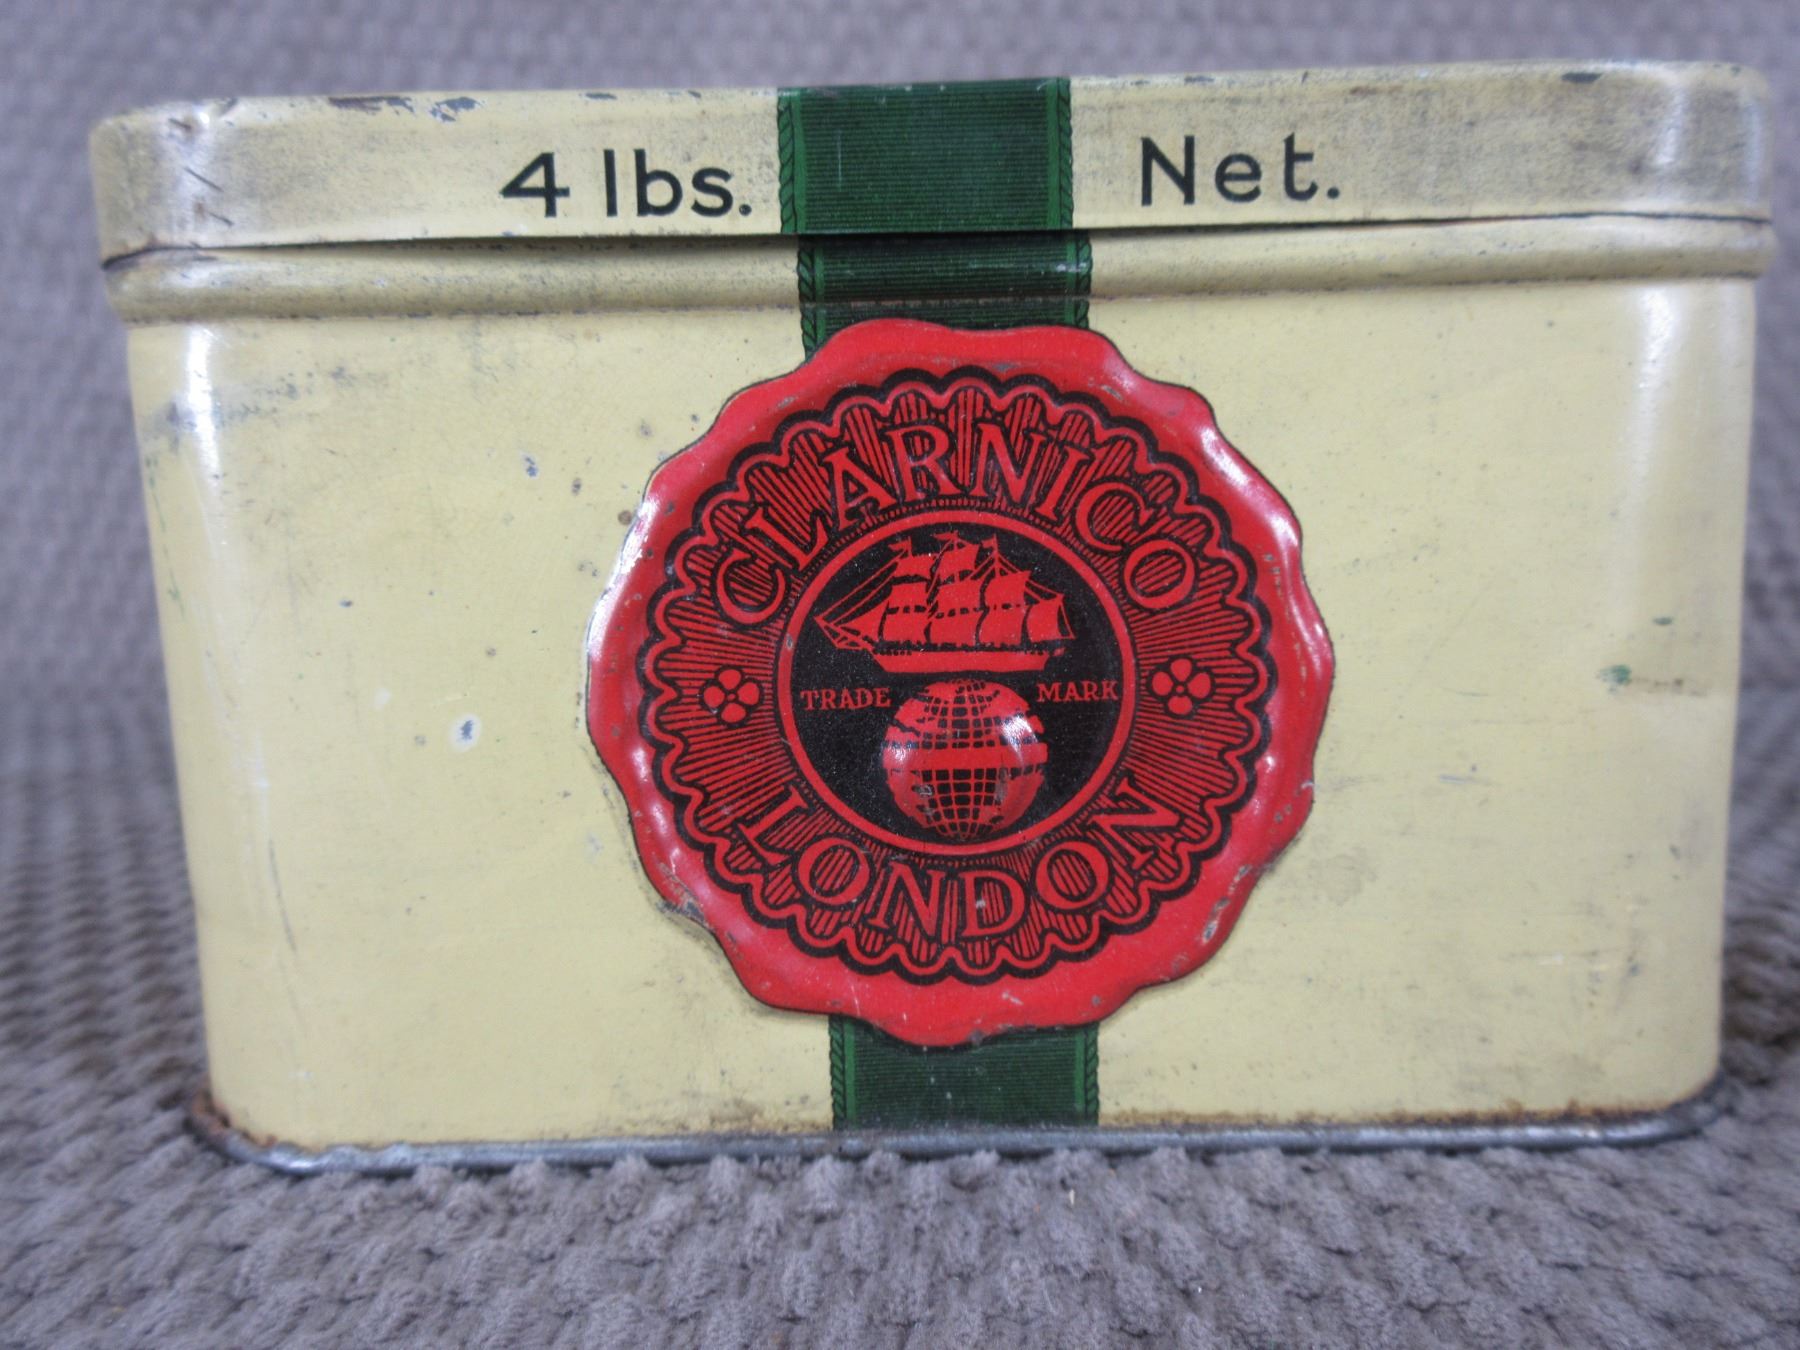 4 lbs. Net.
CLARNICO
TRADE MARK
LONDON